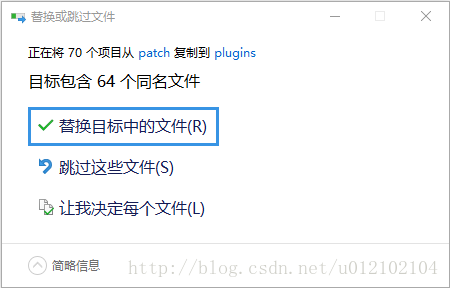 替换或跳过文件
正在将 70 个项目从 patch 复制到 plugins
目标包含 64 个同名文件
替换目标中的文件(R)
跳过这些文件(S)
让我决定每个文件(L)
简略信息
http://blog.csdn.net/u012102104